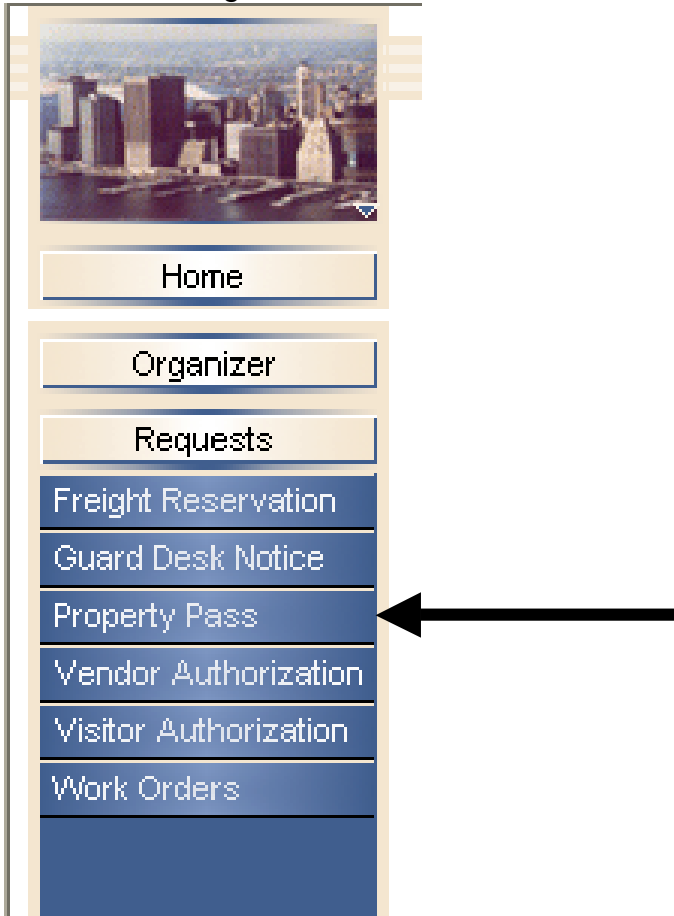 Home
Organizer
Requests
Freight Reservation
Guard Desk Notice
Property Pass
Vendor Authorization
Visitor Authorization
Work Orders